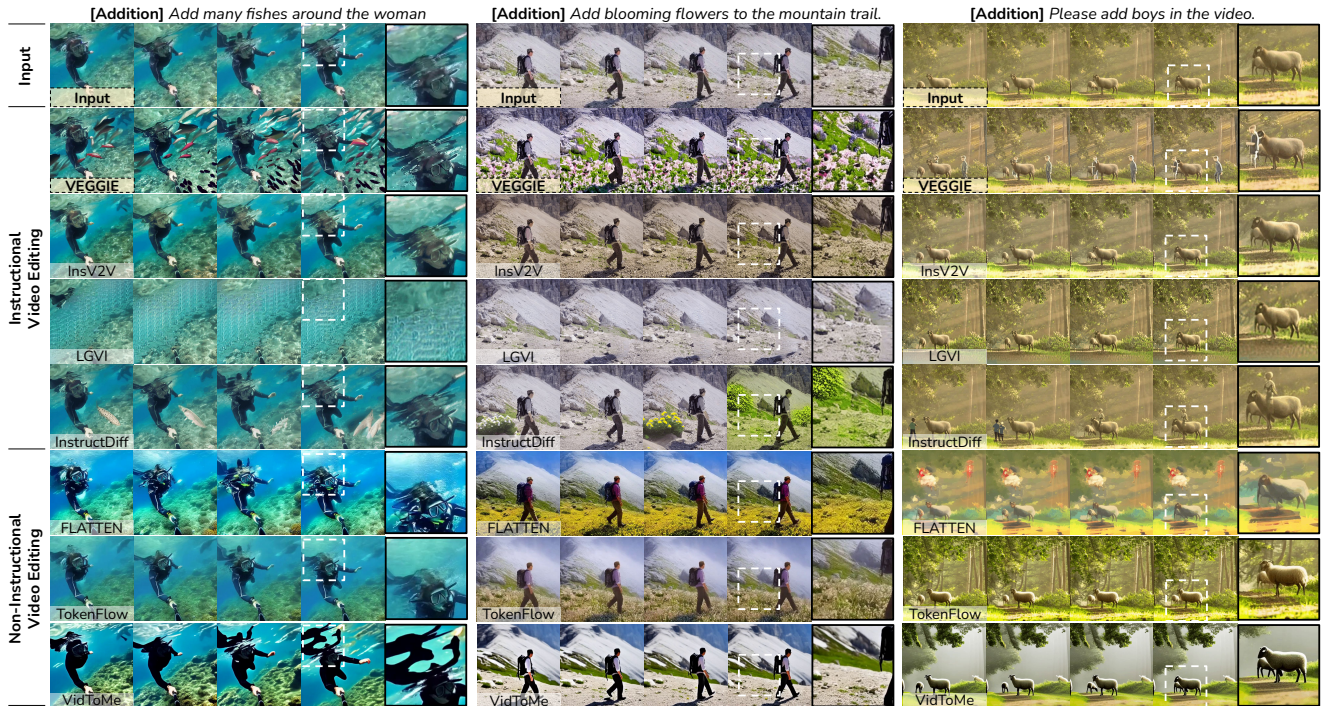 [Addition] Add many fishes around the woman
[Addition] Add blooming flowers to the mountain trail.
[Addition] Please add boys in the video.
Input
Input
Input
Input
VEGGIE
VEGGIE
VEGGIE
Instructional
Video Editing
InsV2V
InsV2V
InsV2V
LGVI
LGVI
LGVI
InstructDiff
InstructDiff
InstructDiff
Non-Instructional
Video Editing
FLATTEN
FLATTEN
FLATTEN
TokenFlow
TokenFlow
TokenFlow
VidToMe
VidToMe
VidToMe